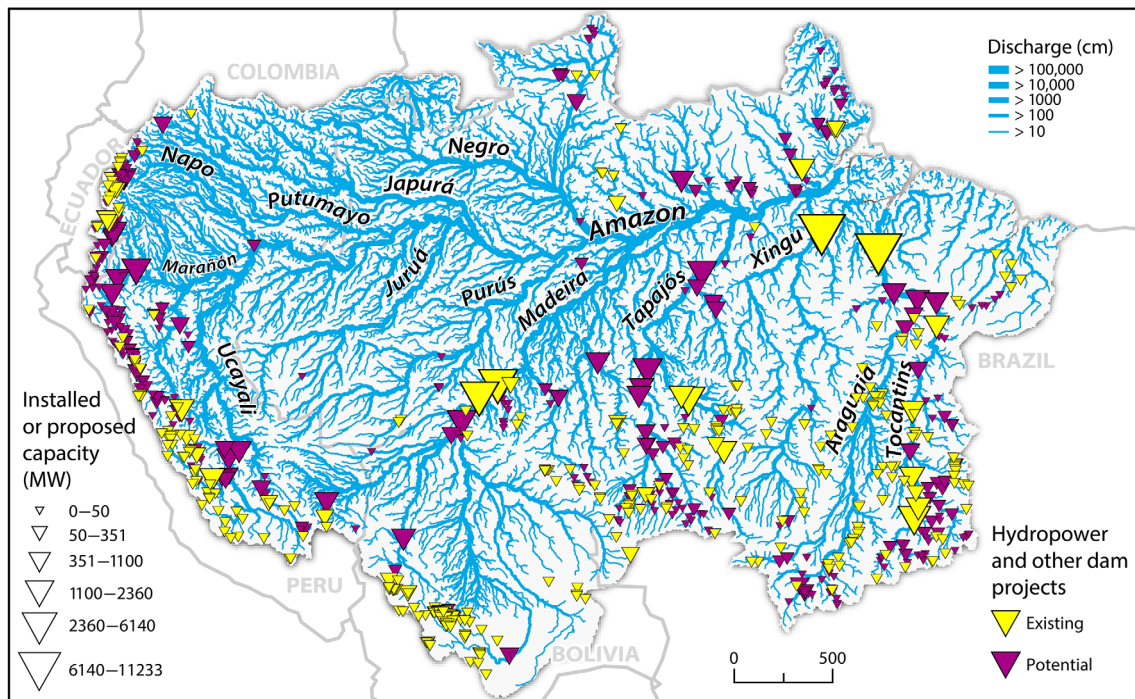 COLOMBIA
ECUADOR
PERU
BOLIVIA
BRAZIL
Napo
Putumayo
Japurá
Negro
Amazon
Marañón
Juruá
Purús
Madeira
Tapajós
Xingu
Ucayali
Araguaia
Tocantins
Discharge (cm)
> 100,000
> 10,000
> 1000
> 100
> 10
Installed
or proposed
capacity
(MW)
0–50
50–351
351–1100
1100–2360
2360–6140
6140–11233
0 500
Hydropower
and other dam
projects
Existing
Potential